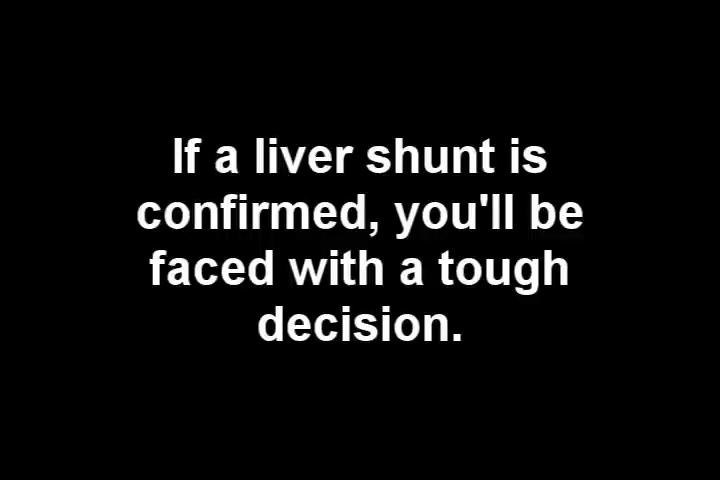 If a liver shunt is
confirmed, you'll be
faced with a tough
decision.